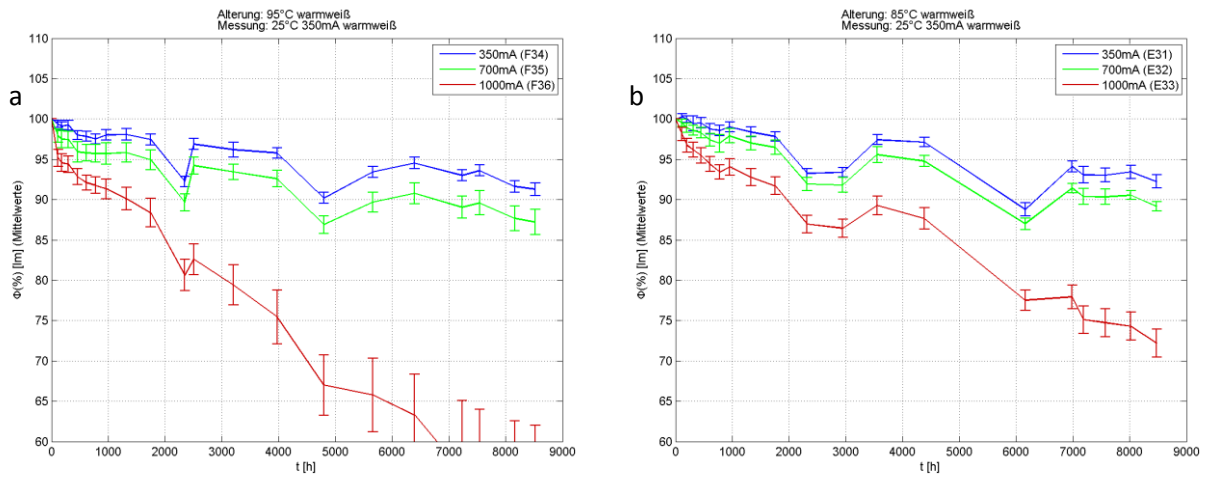 Alterung: 95°C warmweiß
Messung: 25°C 350mA warmweiß
a
Φ(%) [lm] (Mittelwerte)
110
105
100
95
90
85
80
75
70
65
60
350mA (F34)
700mA (F35)
1000mA (F36)
0 1000 2000 3000 4000 5000 6000 7000 8000 9000
t [h]
Alterung: 85°C warmweiß
Messung: 25°C 350mA warmweiß
b
Φ(%) [lm] (Mittelwerte)
110
105
100
95
90
85
80
75
70
65
60
350mA (E31)
700mA (E32)
1000mA (E33)
0 1000 2000 3000 4000 5000 6000 7000 8000 9000
t [h]